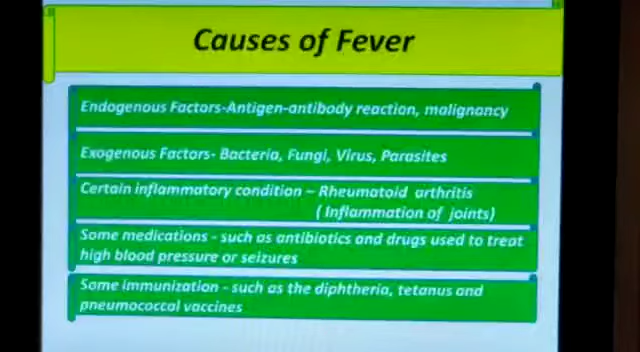 Causes of Fever
Endogenous Factors-Antigen-antibody reaction, malignancy
Exogenous Factors- Bacteria, Fungi, Virus, Parasites
Certain inflammatory condition – Rheumatoid arthritis
( Inflammation of joints)
Some medications - such as antibiotics and drugs used to treat
high blood pressure or seizures
Some immunization - such as the diphtheria, tetanus and
pneumococcal vaccines